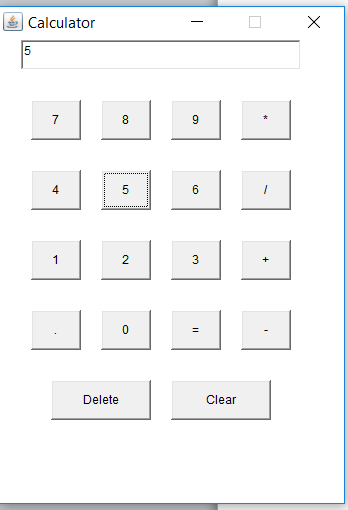 Calculator
5
7 8 9 *
4 5 6 /
1 2 3 +
. 0 = -
Delete Clear